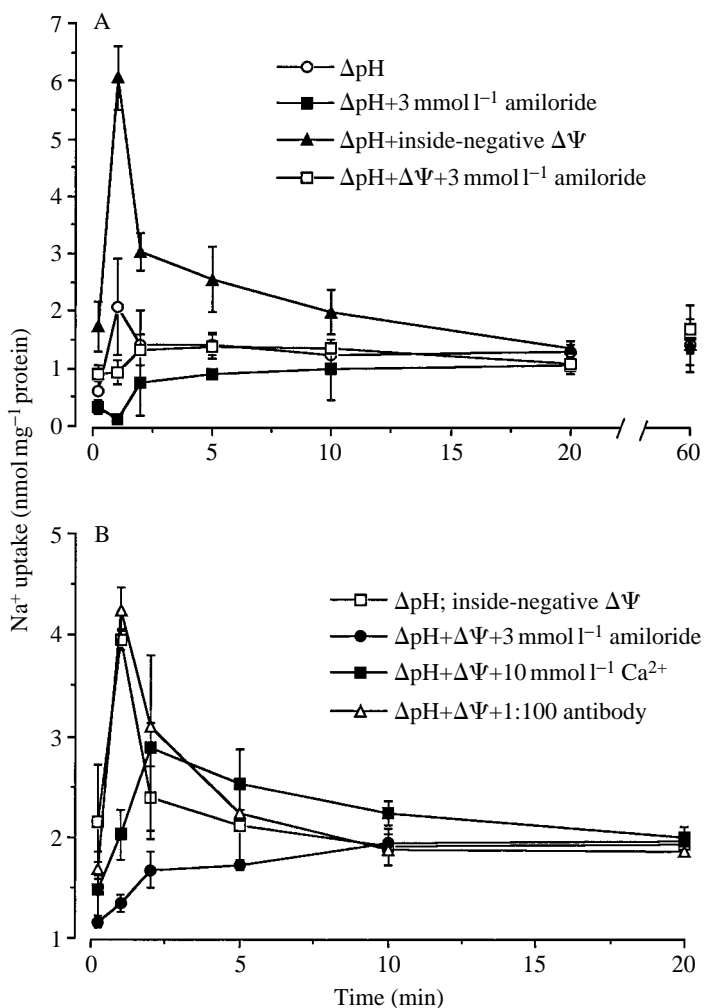 A
ΔpH
ΔpH+3 mmol l⁻¹ amiloride
ΔpH+inside-negative ΔΨ
ΔpH+ΔΨ+3 mmol l⁻¹ amiloride
7
6
5
4
3
2
1
0
0 5 10 15 20 60
Na⁺ uptake (nmol mg⁻¹ protein)
B
ΔpH; inside-negative ΔΨ
ΔpH+ΔΨ+3 mmol l⁻¹ amiloride
ΔpH+ΔΨ+10 mmol l⁻¹ Ca²⁺
ΔpH+ΔΨ+1:100 antibody
5
4
3
2
1
0 5 10 15 20
Time (min)